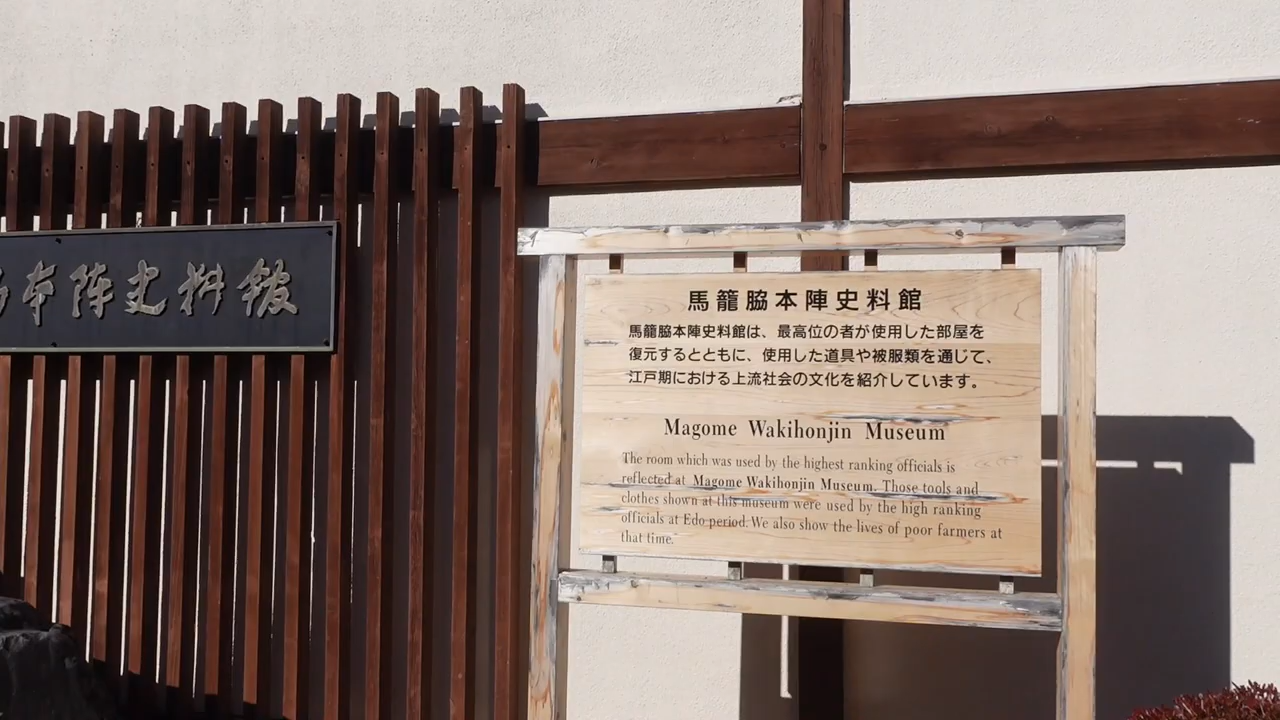 本陣史料館
馬籠脇本陣史料館
馬籠脇本陣史料館は、最高位の者が使用した部屋を
復元するとともに、使用した道具や被服類を通じて、
江戸期における上流社会の文化を紹介しています。
Magome Wakihonjin Museum
The room which was used by the highest ranking officials is
reflected at Magome Wakihonjin Museum. Those tools and
clothes shown at this museum were used by the high ranking
officials at Edo period. We also show the lives of poor farmers at
that time.